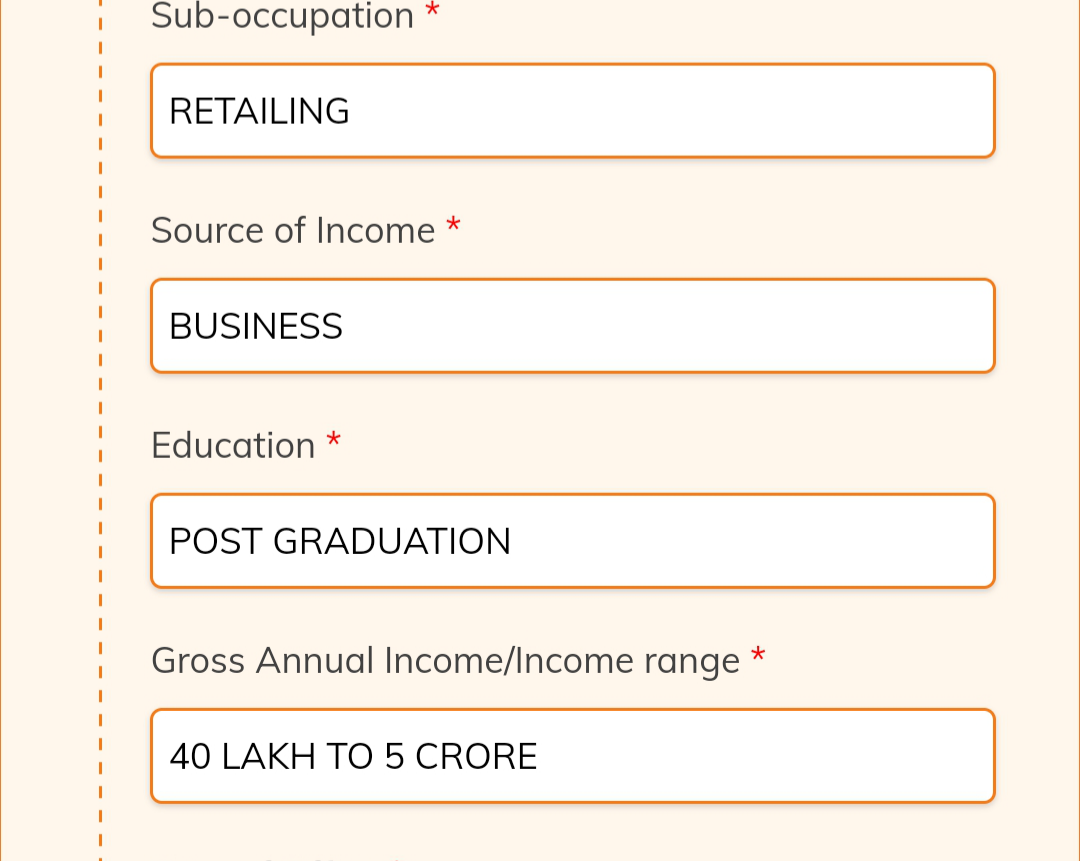 Sub-occupation *
RETAILING
Source of Income *
BUSINESS
Education *
POST GRADUATION
Gross Annual Income/Income range *
40 LAKH TO 5 CRORE